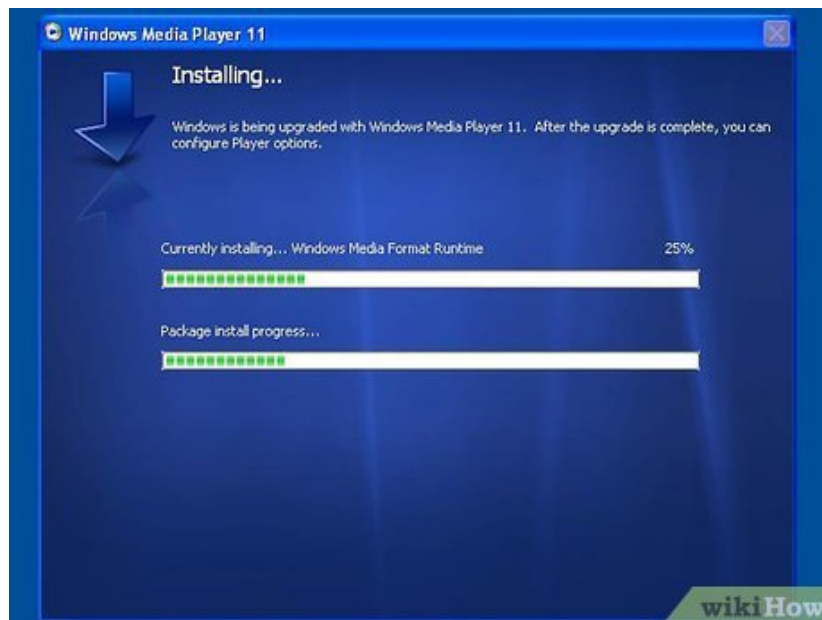 Windows Media Player 11
Installing...
Windows is being upgraded with Windows Media Player 11. After the upgrade is complete, you can
configure Player options.
Currently installing... Windows Media Format Runtime 25%
Package install progress...
wikiHow